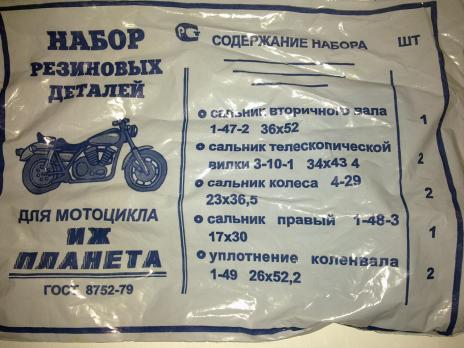 НАБОР
РЕЗИНОВЫХ
ДЕТАЛЕЙ
ДЛЯ МОТОЦИКЛА
ИЖ
ПЛАНЕТА
ГОСТ 8752-79
РСТ СОДЕРЖАНИЕ НАБОРА ШТ
сальник вторичного вала
1-47-2 36х52 1
сальник телескопической
вилки 3-10-1 34х43 4 2
сальник колеса 4-29
23х36,5 2
сальник правый 1-48-3
17х30 1
уплотнение коленвала
1-49 26х52,2 2